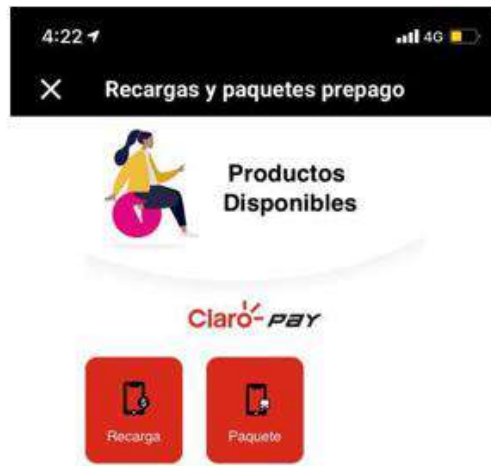 4:22
4G
Recargas y paquetes prepago
Productos
Disponibles
Claro-pay
Recarga
Paquete